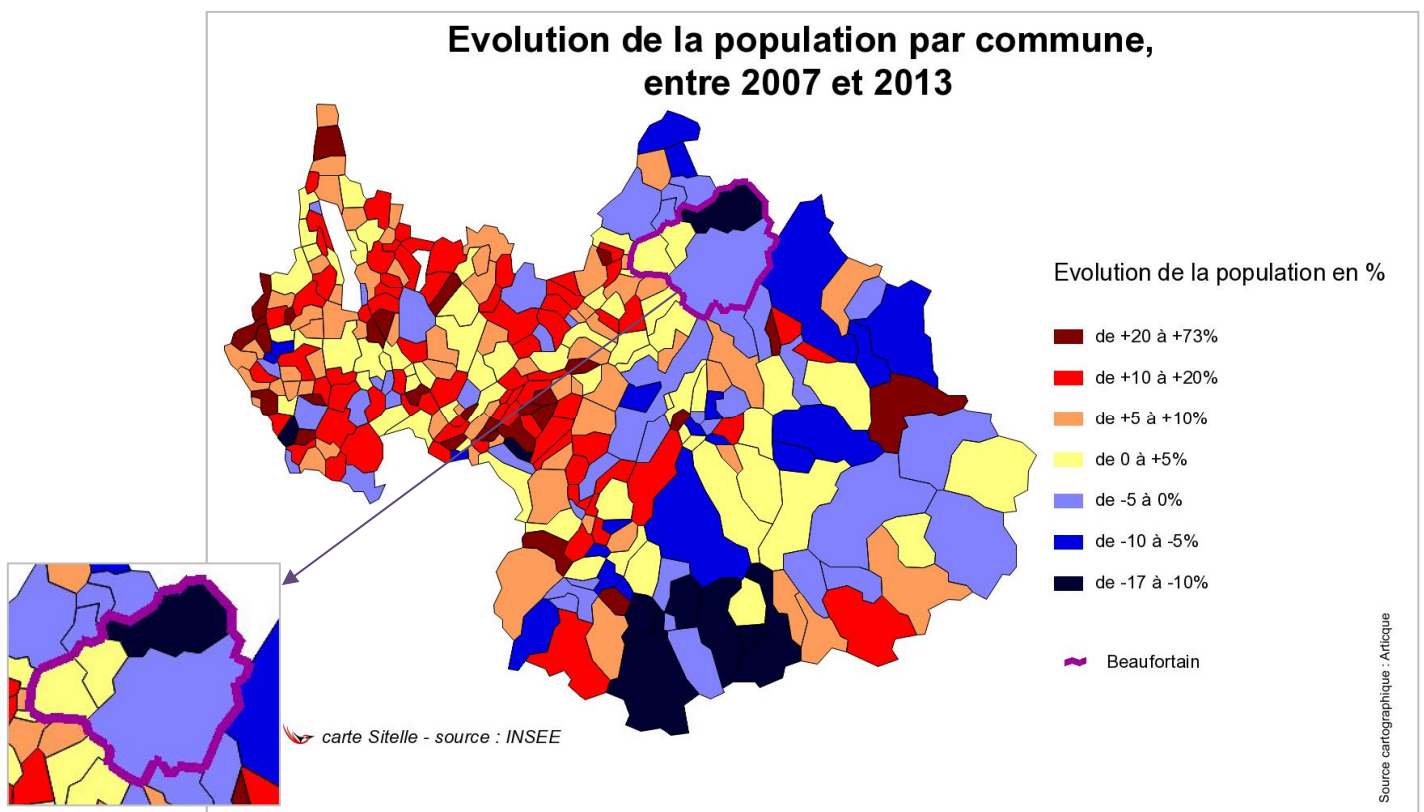 Evolution de la population par commune,
entre 2007 et 2013
Evolution de la population en %
de +20 à +73%
de +10 à +20%
de +5 à +10%
de 0 à +5%
de -5 à 0%
de -10 à -5%
de -17 à -10%
Beaufortain
carte Sitelle - source : INSEE
Source cartographique : Articque